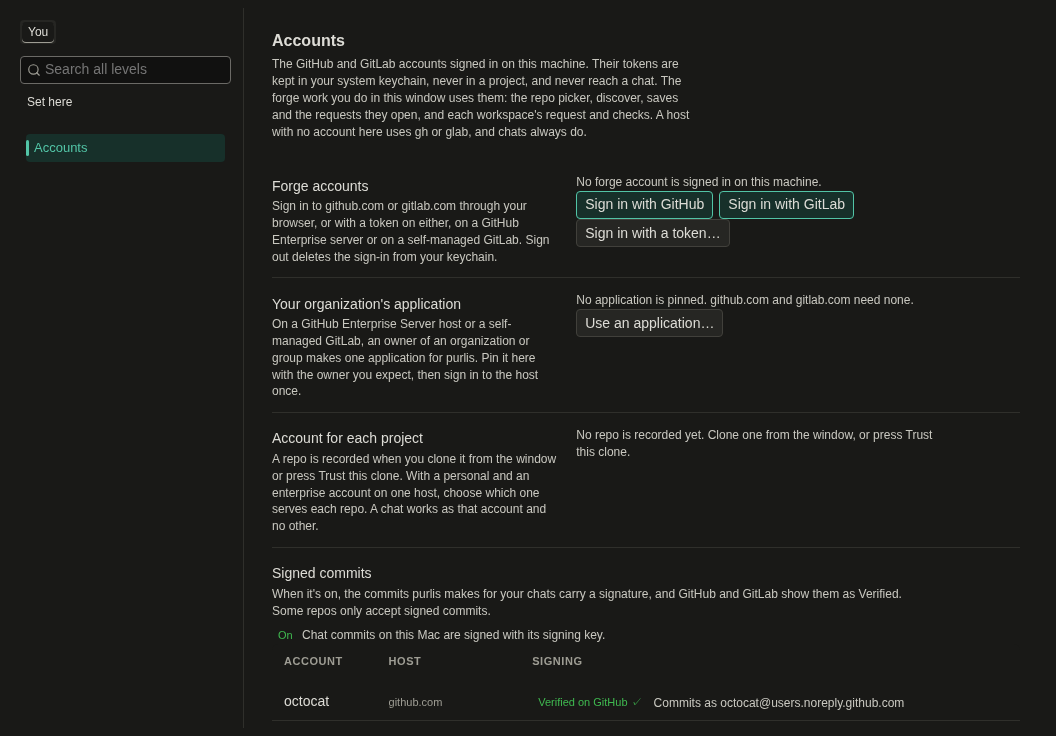 You
Search all levels
Set here
Accounts
Accounts
The GitHub and GitLab accounts signed in on this machine. Their tokens are
kept in your system keychain, never in a project, and never reach a chat. The
forge work you do in this window uses them: the repo picker, discover, saves
and the requests they open, and each workspace's request and checks. A host
with no account here uses gh or glab, and chats always do.
Forge accounts
Sign in to github.com or gitlab.com through your
browser, or with a token on either, on a GitHub
Enterprise server or on a self-managed GitLab. Sign
out deletes the sign-in from your keychain.
No forge account is signed in on this machine.
Sign in with GitHub
Sign in with GitLab
Sign in with a token…
Your organization's application
On a GitHub Enterprise Server host or a self-
managed GitLab, an owner of an organization or
group makes one application for purlis. Pin it here
with the owner you expect, then sign in to the host
once.
No application is pinned. github.com and gitlab.com need none.
Use an application…
Account for each project
A repo is recorded when you clone it from the window
or press Trust this clone. With a personal and an
enterprise account on one host, choose which one
serves each repo. A chat works as that account and
no other.
No repo is recorded yet. Clone one from the window, or press Trust
this clone.
Signed commits
When it's on, the commits purlis makes for your chats carry a signature, and GitHub and GitLab show them as Verified.
Some repos only accept signed commits.
On Chat commits on this Mac are signed with its signing key.
ACCOUNT HOST SIGNING
octocat github.com Verified on GitHub ✓ Commits as octocat@users.noreply.github.com